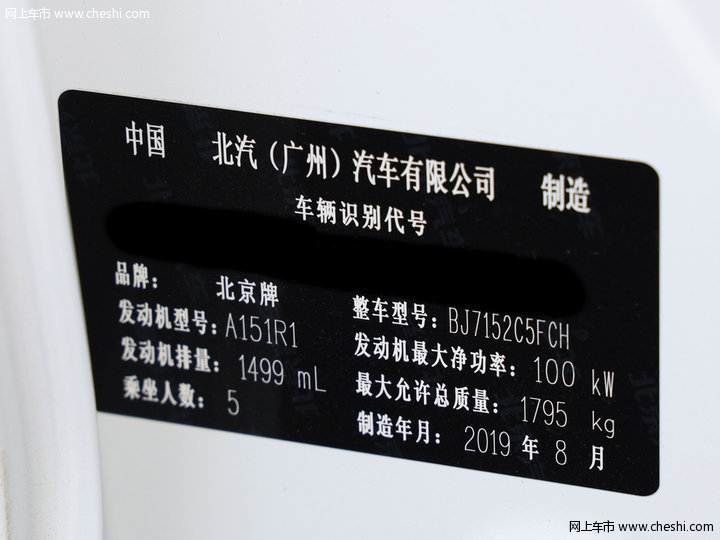 网上车市 www.cheshi.com
中国 北汽（广州）汽车有限公司 制造
车辆识别代号
品牌： 北京牌
整车型号：BJ7152C5FCH
发动机型号：A151R1
发动机最大净功率：100 kW
发动机排量：1499 mL
最大允许总质量：1795 kg
乘坐人数：5
制造年月：2019 年 8 月
网上车市 www.cheshi.com